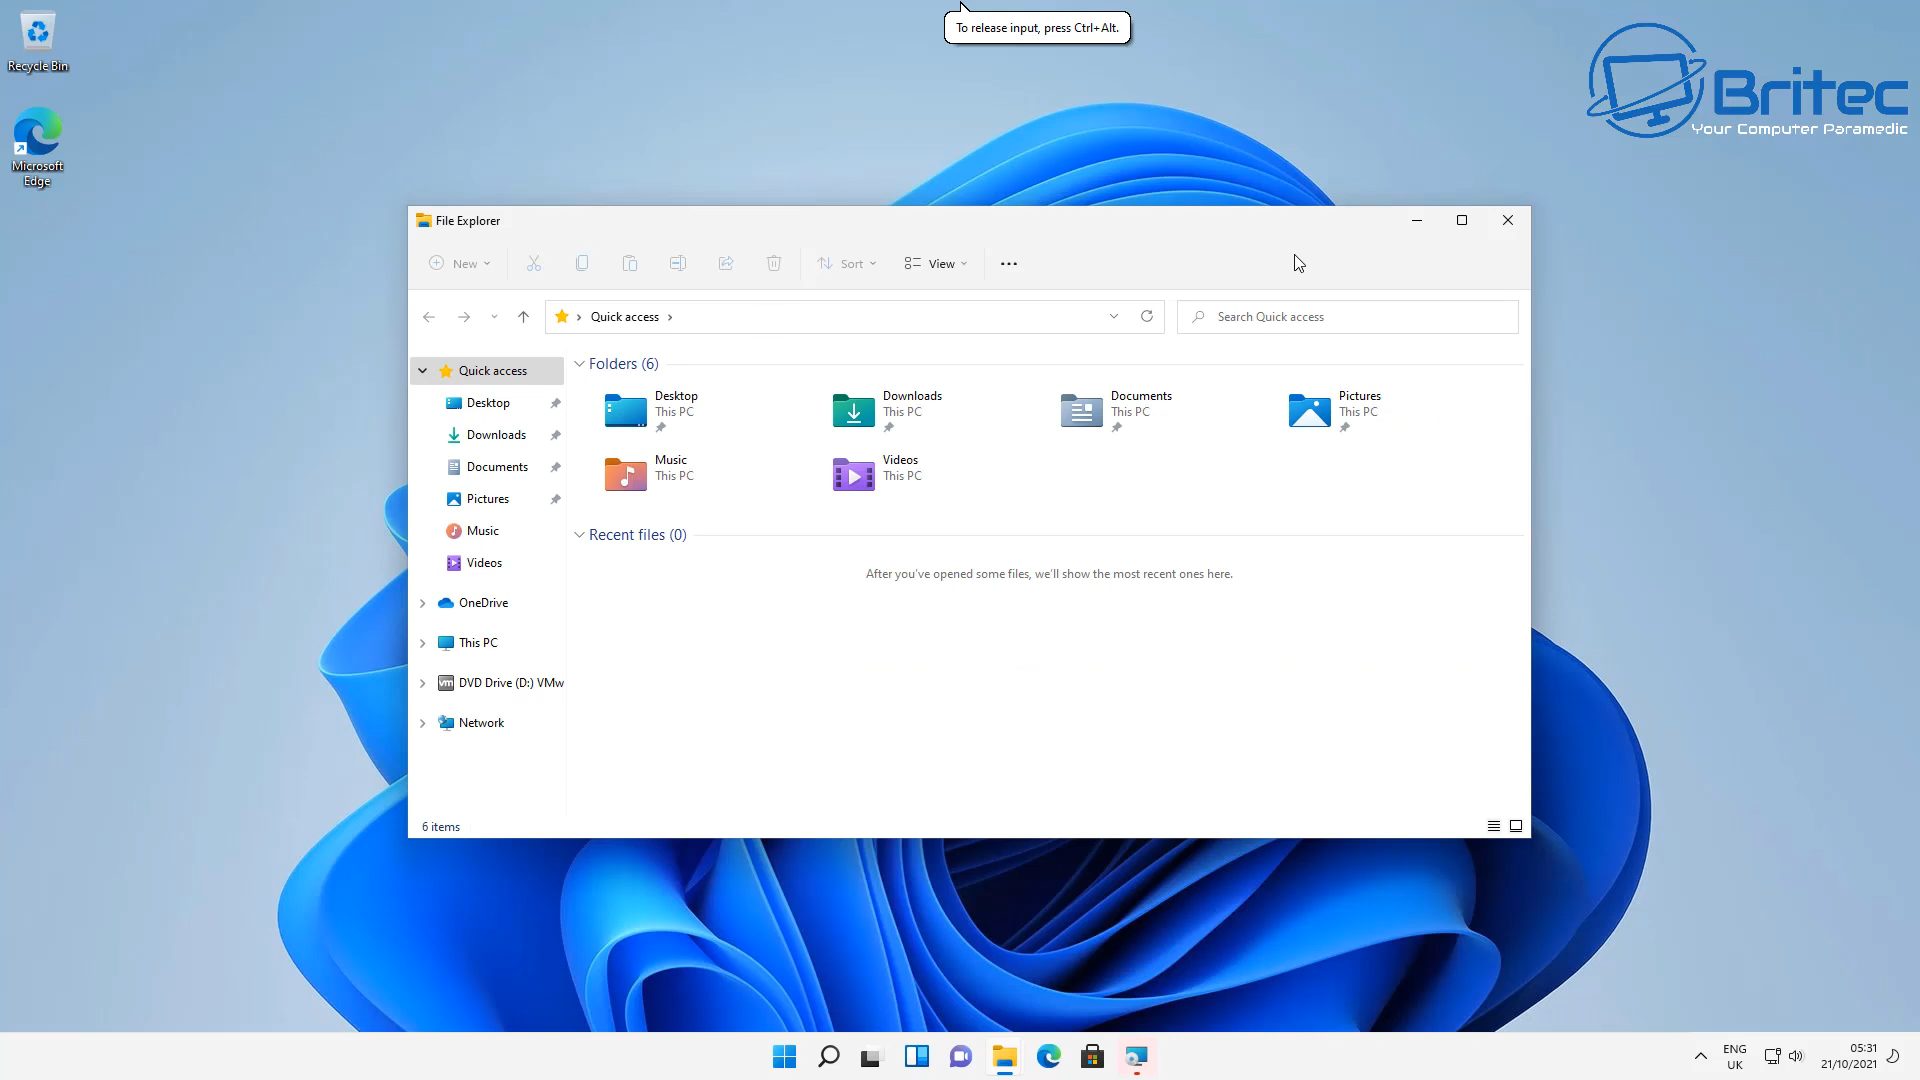 To release input, press Ctrl+Alt.
Recycle Bin
Britec
Your Computer Paramedic
Microsoft
Edge
File Explorer
New
Sort
View
Quick access
Search Quick access
Quick access
Desktop
Downloads
Documents
Pictures
Music
Videos
OneDrive
This PC
DVD Drive (D:) VMw
Network
Folders (6)
Desktop
This PC
Downloads
This PC
Documents
This PC
Pictures
This PC
Music
This PC
Videos
This PC
Recent files (0)
After you've opened some files, we'll show the most recent ones here.
6 items
vm
ENG
UK
05:31
21/10/2021